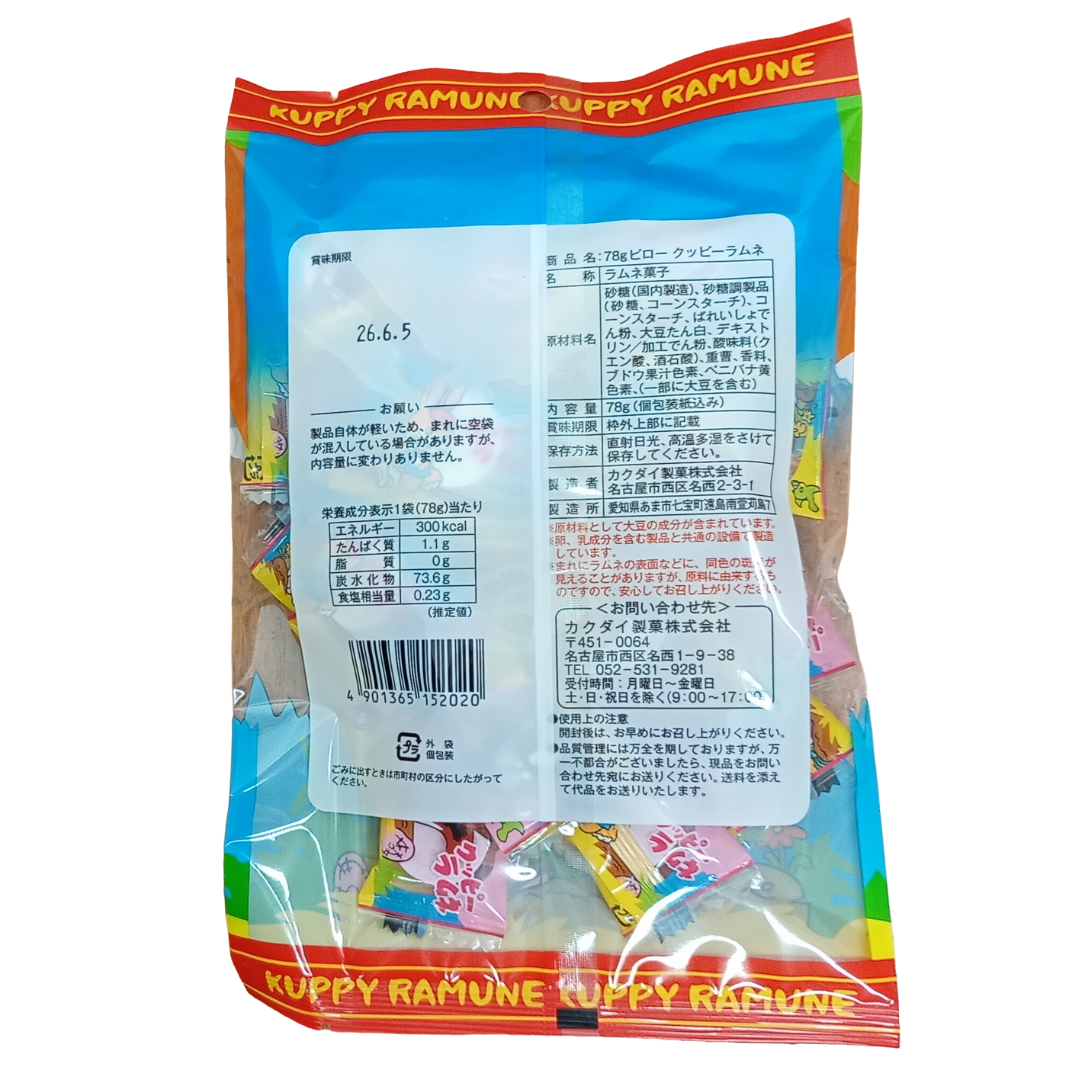 KUPPY RAMUNE KUPPY RAMUNE
賞味期限
26.6.5
お願い
製品自体が軽いため、まれに空袋
が混入している場合がありますが、
内容量に変わりありません。
栄養成分表示1袋(78g)当たり
エネルギー 300kcal
たんぱく質 1.1g
脂質 0g
炭水化物 73.6g
食塩相当量 0.23g
(推定値)
4 901365 152020
プラ
外袋
個包装
ごみに出すときは市町村の区分にしたがって
ください。
商品名:78gピロー クッピーラムネ
名称 ラムネ菓子
原材料名 砂糖(国内製造)、砂糖調製品
(砂糖、コーンスターチ)、コ
ーンスターチ、ばれいしょで
ん粉、大豆たん白、デキスト
リン/加工でん粉、酸味料(ク
エン酸、酒石酸)、重曹、香料、
ブドウ果汁色素、ベニバナ黄
色素、(一部に大豆を含む)
内容量 78g(個包装紙込み)
賞味期限 枠外上部に記載
保存方法 直射日光、高温多湿をさけて
保存してください。
製造者 カクダイ製菓株式会社
名古屋市西区名西2-3-1
製造所 愛知県あま市七宝町遠島南萱刈島7
※原材料として大豆の成分が含まれています。
※卵、乳成分を含む製品と共通の設備で製造
しています。
※まれにラムネの表面などに、同色の斑点が
見えることがありますが、原料に由来するも
のですので、安心してお召し上がりください。
<お問い合わせ先>
カクダイ製菓株式会社
〒451-0064
名古屋市西区名西1-9-38
TEL 052-531-9281
受付時間:月曜日~金曜日
土・日・祝日を除く(9:00~17:00)
●使用上の注意
開封後は、お早めにお召し上がりください。
●品質管理には万全を期しておりますが、万
一不都合がございましたら、現品をお問い
合わせ先宛にお送りください。送料を添え
て代品をお送りいたします。
クッピー
ラムネ
KUPPY RAMUNE KUPPY RAMUNE